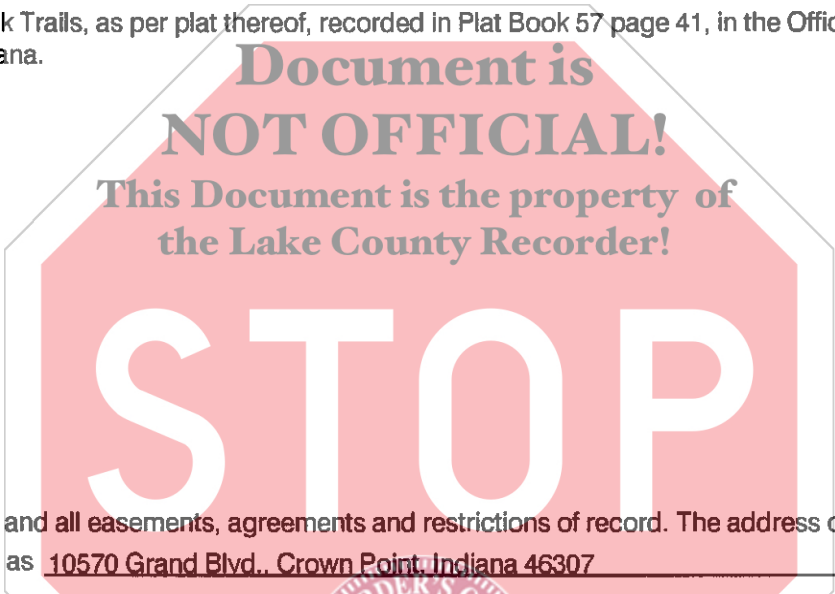 k Trails, as per plat thereof, recorded in Plat Book 57 page 41, in the Offic
ana.
Document is
NOT OFFICIAL!
This Document is the property of
the Lake County Recorder!
STOP
and all easements, agreements and restrictions of record. The address o
as 10570 Grand Blvd., Crown Point, Indiana 46307
DER'S